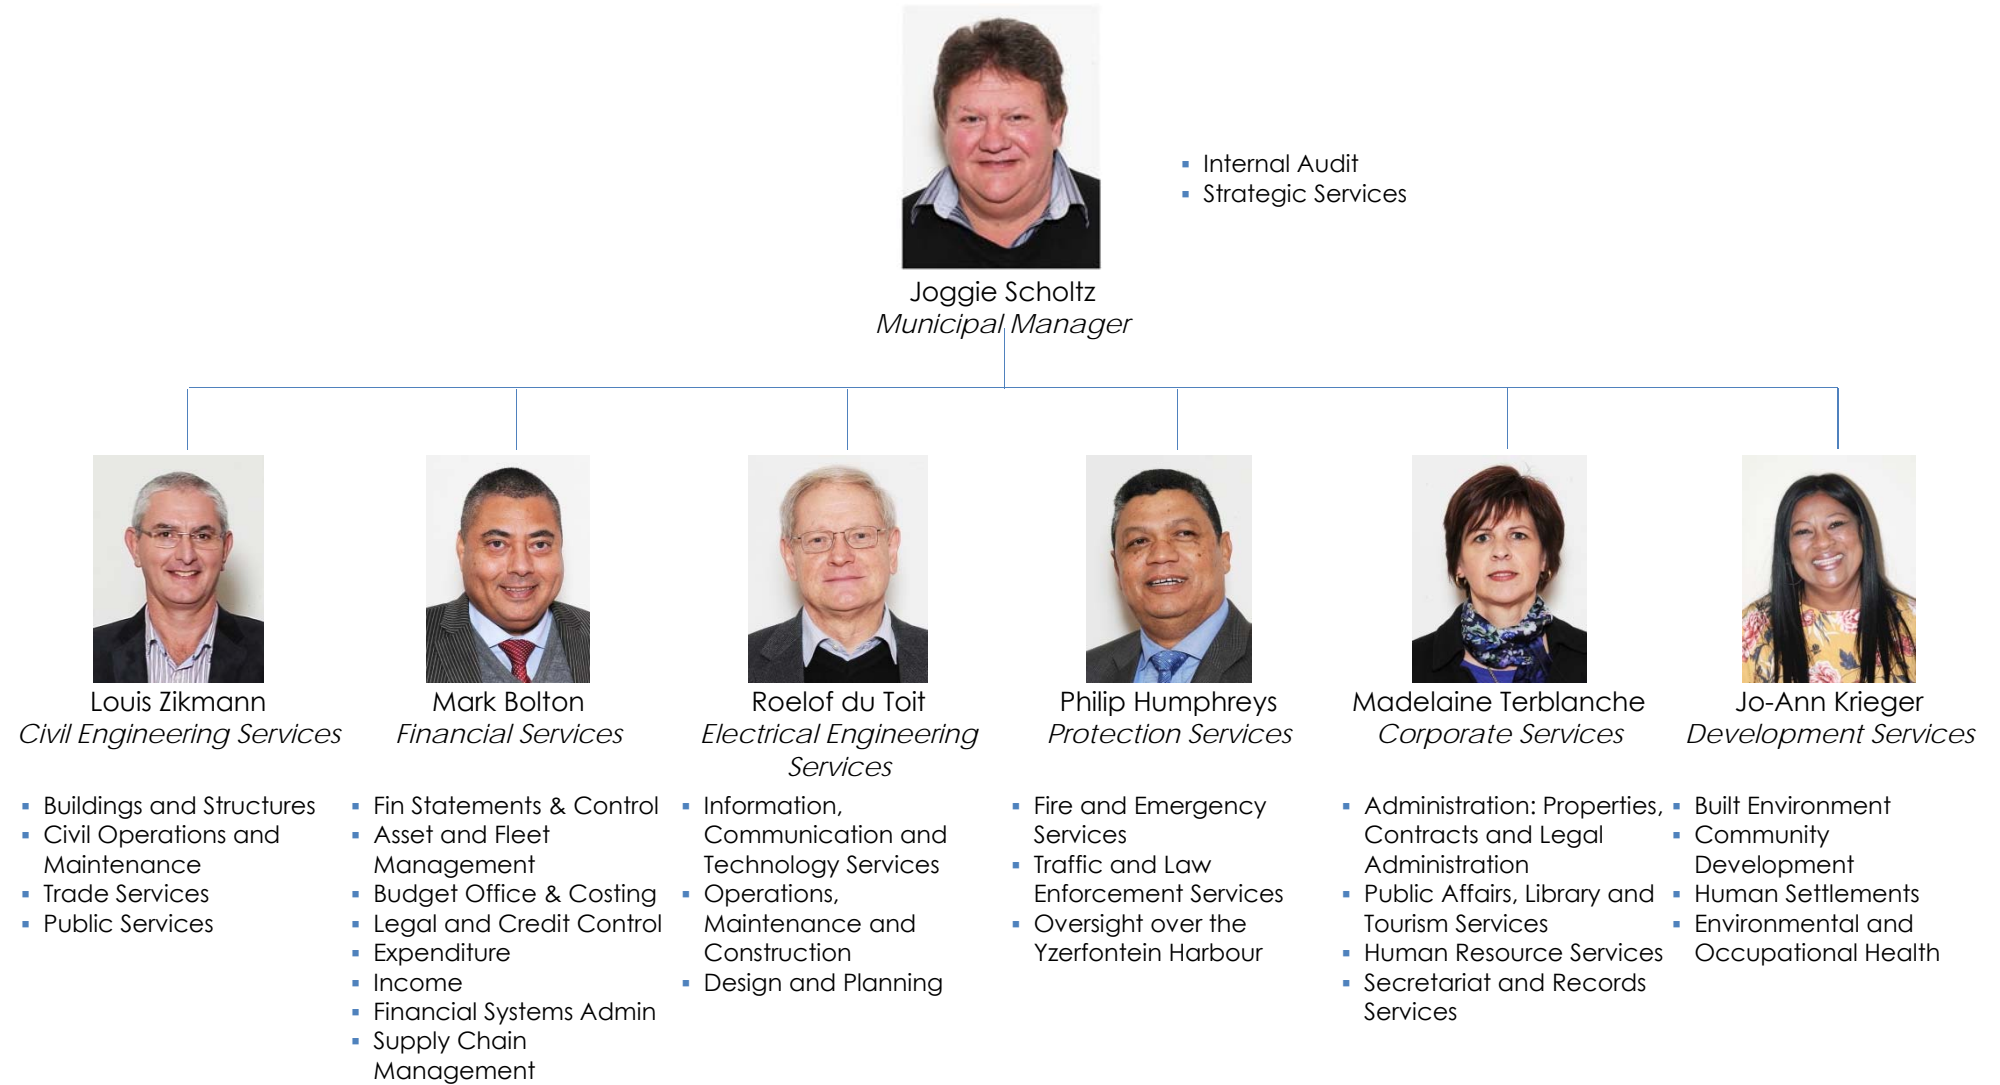 ▪ Internal Audit
▪ Strategic Services
Joggie Scholtz
Municipal Manager
Louis Zikmann
Civil Engineering Services
▪ Buildings and Structures
▪ Civil Operations and
Maintenance
▪ Trade Services
▪ Public Services
Mark Bolton
Financial Services
▪ Fin Statements & Control
▪ Asset and Fleet
Management
▪ Budget Office & Costing
▪ Legal and Credit Control
▪ Expenditure
▪ Income
▪ Financial Systems Admin
▪ Supply Chain
Management
Roelof du Toit
Electrical Engineering
Services
▪ Information,
Communication and
Technology Services
▪ Operations,
Maintenance and
Construction
▪ Design and Planning
Philip Humphreys
Protection Services
▪ Fire and Emergency
Services
▪ Traffic and Law
Enforcement Services
▪ Oversight over the
Yzerfontein Harbour
Madelaine Terblanche
Corporate Services
▪ Administration: Properties,
Contracts and Legal
Administration
▪ Public Affairs, Library and
Tourism Services
▪ Human Resource Services
▪ Secretariat and Records
Services
Jo-Ann Krieger
Development Services
▪ Built Environment
▪ Community
Development
▪ Human Settlements
▪ Environmental and
Occupational Health